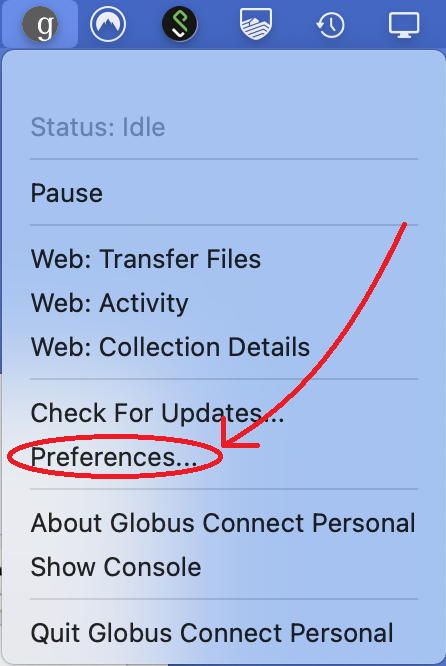 g
Status: Idle
Pause
Web: Transfer Files
Web: Activity
Web: Collection Details
Check For Updates...
Preferences...
About Globus Connect Personal
Show Console
Quit Globus Connect Personal